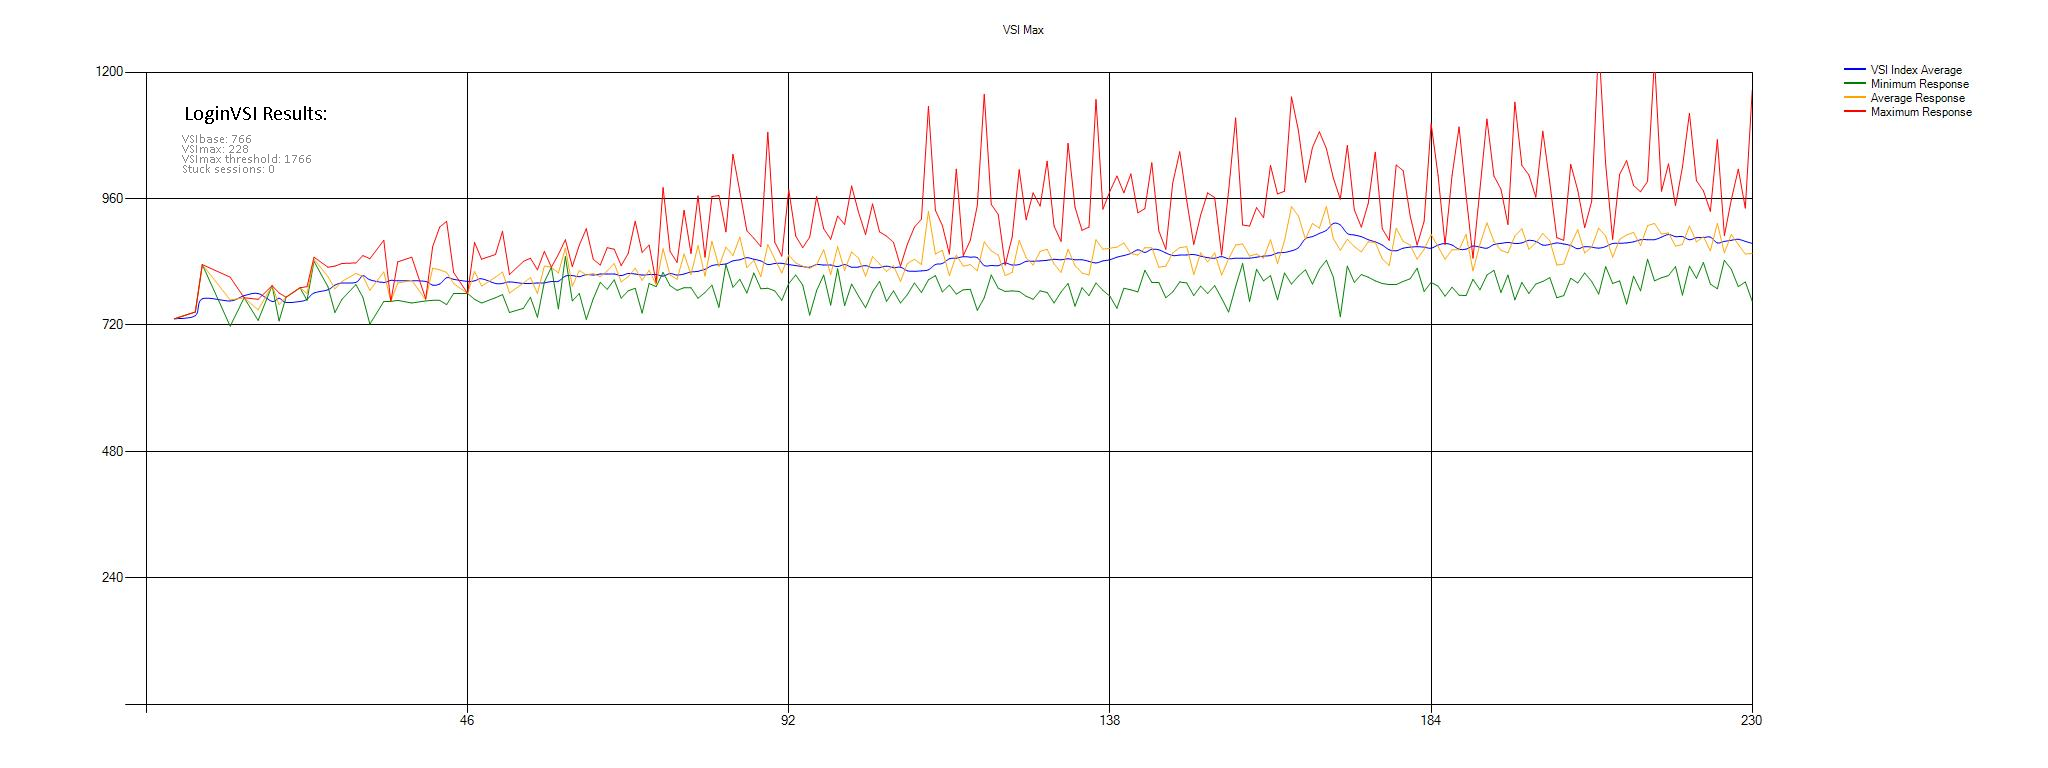 VSI Max
1200
960
720
480
240
46
92
138
184
230
LoginVSI Results:
VSIbase: 766
VSImax: 228
VSImax threshold: 1766
Stuck sessions: 0
VSI Index Average
Minimum Response
Average Response
Maximum Response